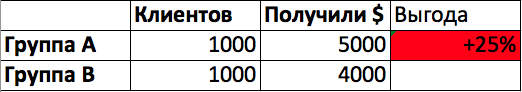 Клиентов Получили $ Выгода
Группа А 1000 5000 +25%
Группа В 1000 4000